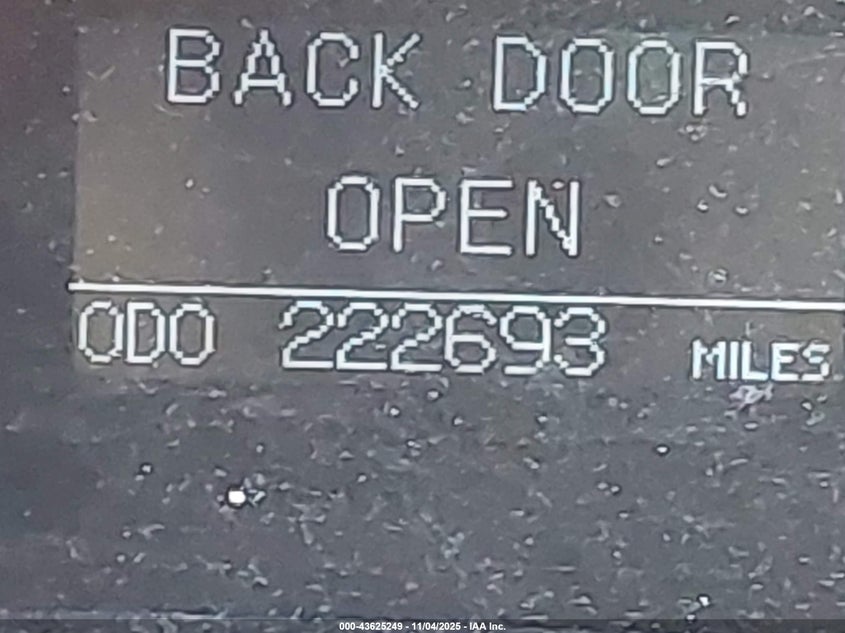 BACK DOOR
OPEN
ODO 222693 MILES
000-43625249 - 11/04/2025 - IAA Inc.